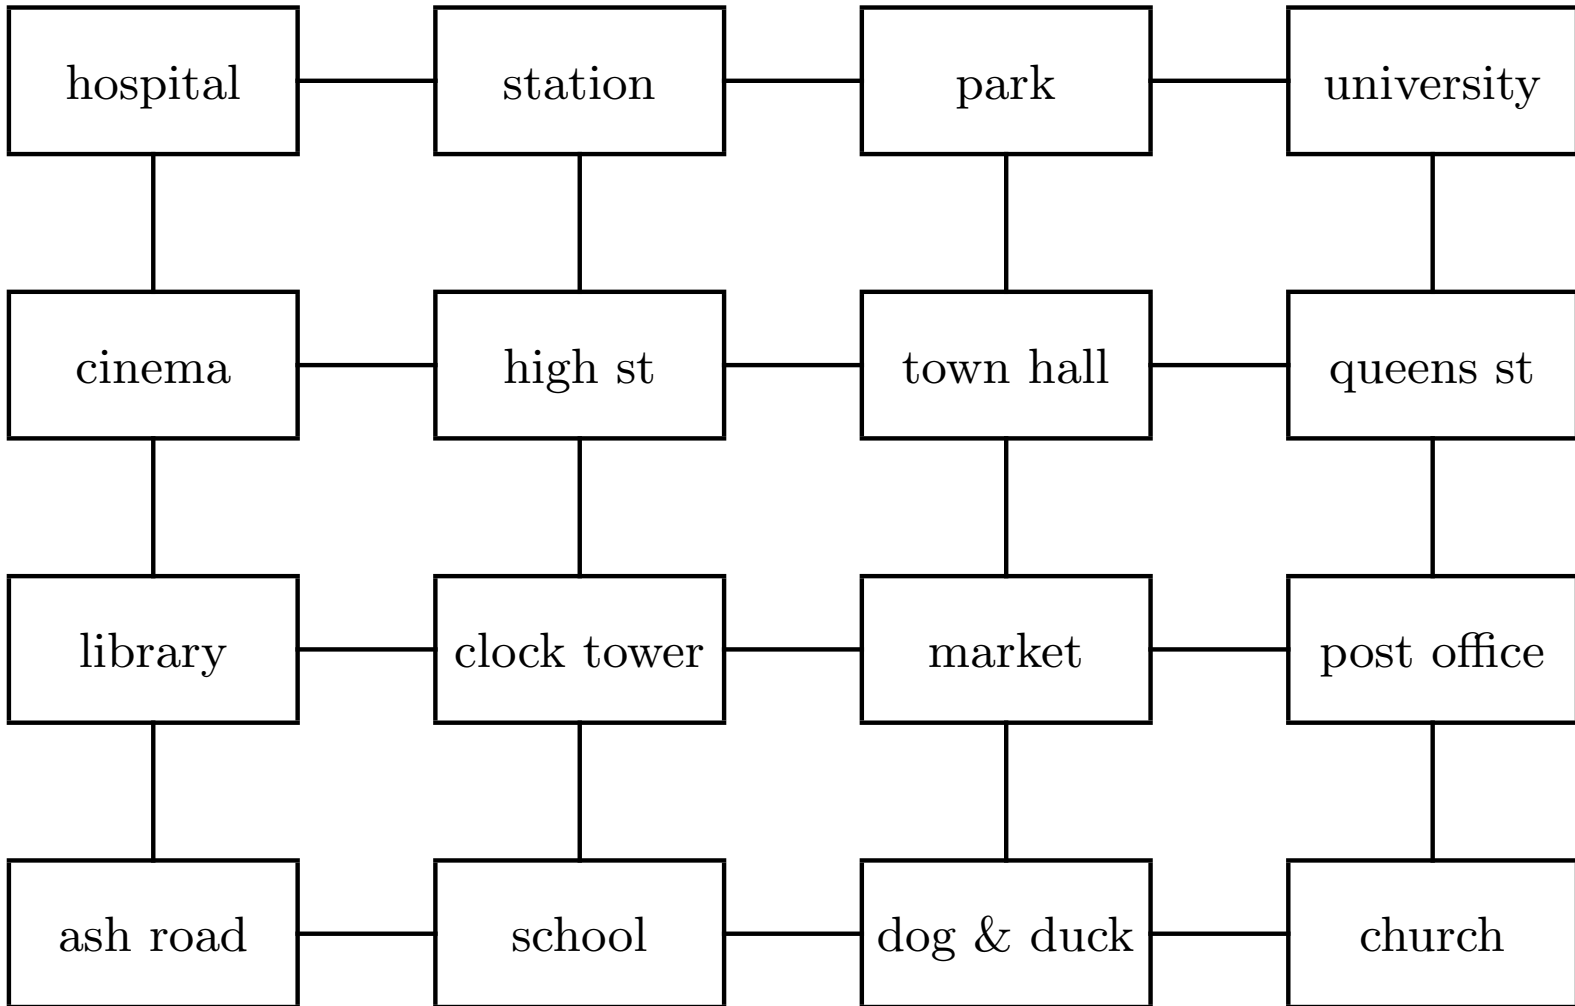 hospital
station
park
university
cinema
high st
town hall
queens st
library
clock tower
market
post office
ash road
school
dog & duck
church